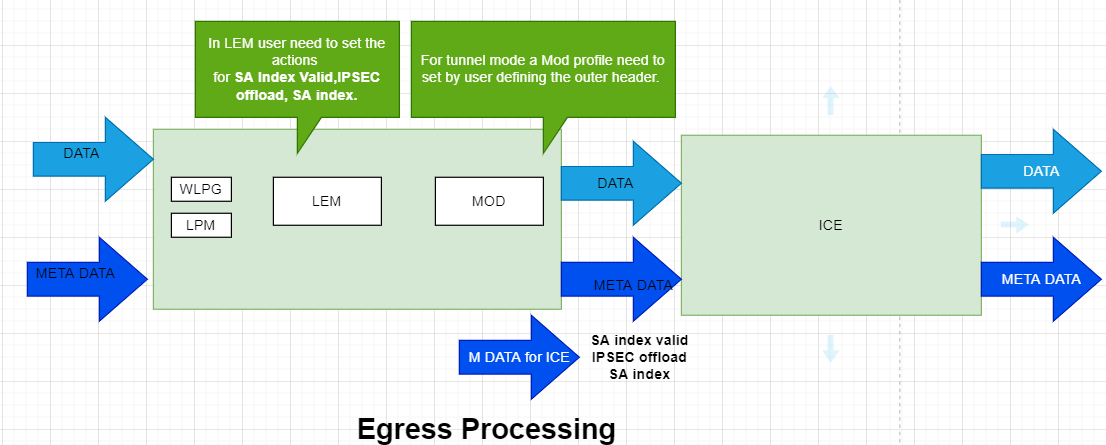 In LEM user need to set the
actions
for SA Index Valid,IPSEC
offload, SA index.
For tunnel mode a Mod profile need to
set by user defining the outer header.
DATA
WLPG
LPM
LEM
MOD
DATA
ICE
DATA
META DATA
META DATA
META DATA
M DATA for ICE
SA index valid
IPSEC offload
SA index
Egress Processing